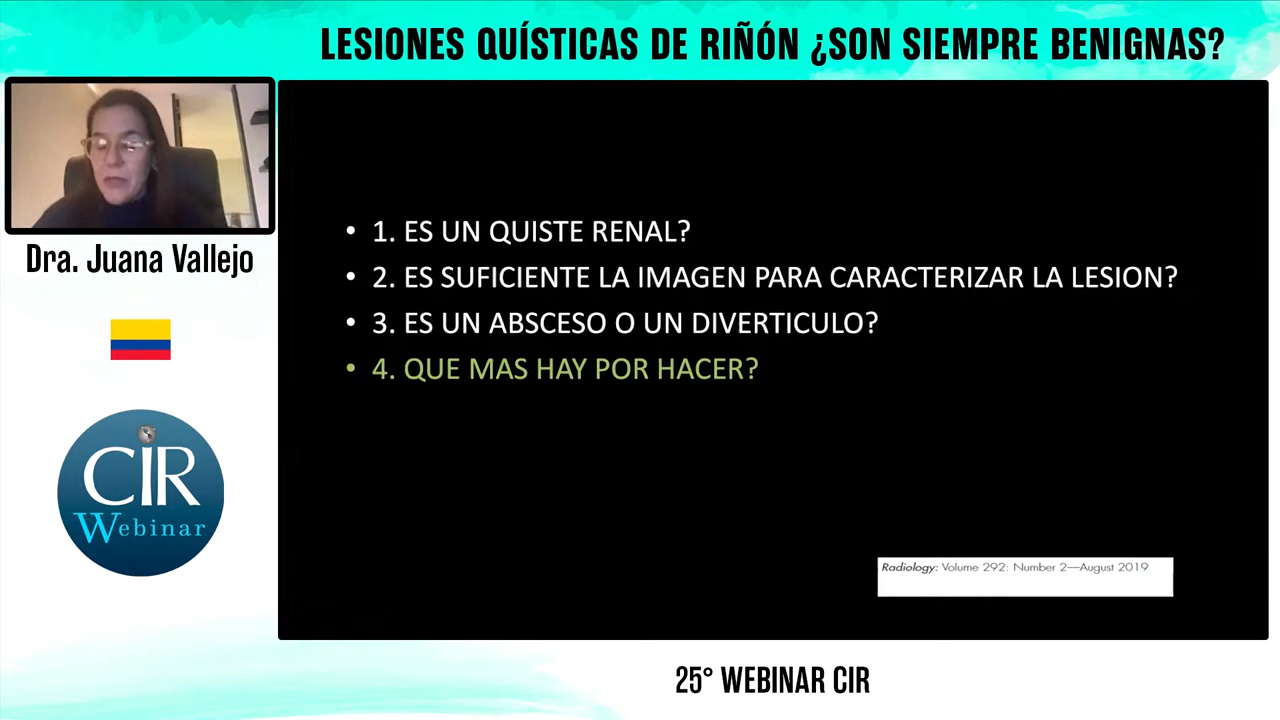 LESIONES QUÍSTICAS DE RIÑÓN ¿SON SIEMPRE BENIGNAS?
Dra. Juana Vallejo
CIR
Webinar
• 1. ES UN QUISTE RENAL?
• 2. ES SUFICIENTE LA IMAGEN PARA CARACTERIZAR LA LESION?
• 3. ES UN ABSCESO O UN DIVERTICULO?
• 4. QUE MAS HAY POR HACER?
Radiology: Volume 292: Number 2—August 2019
25° WEBINAR CIR